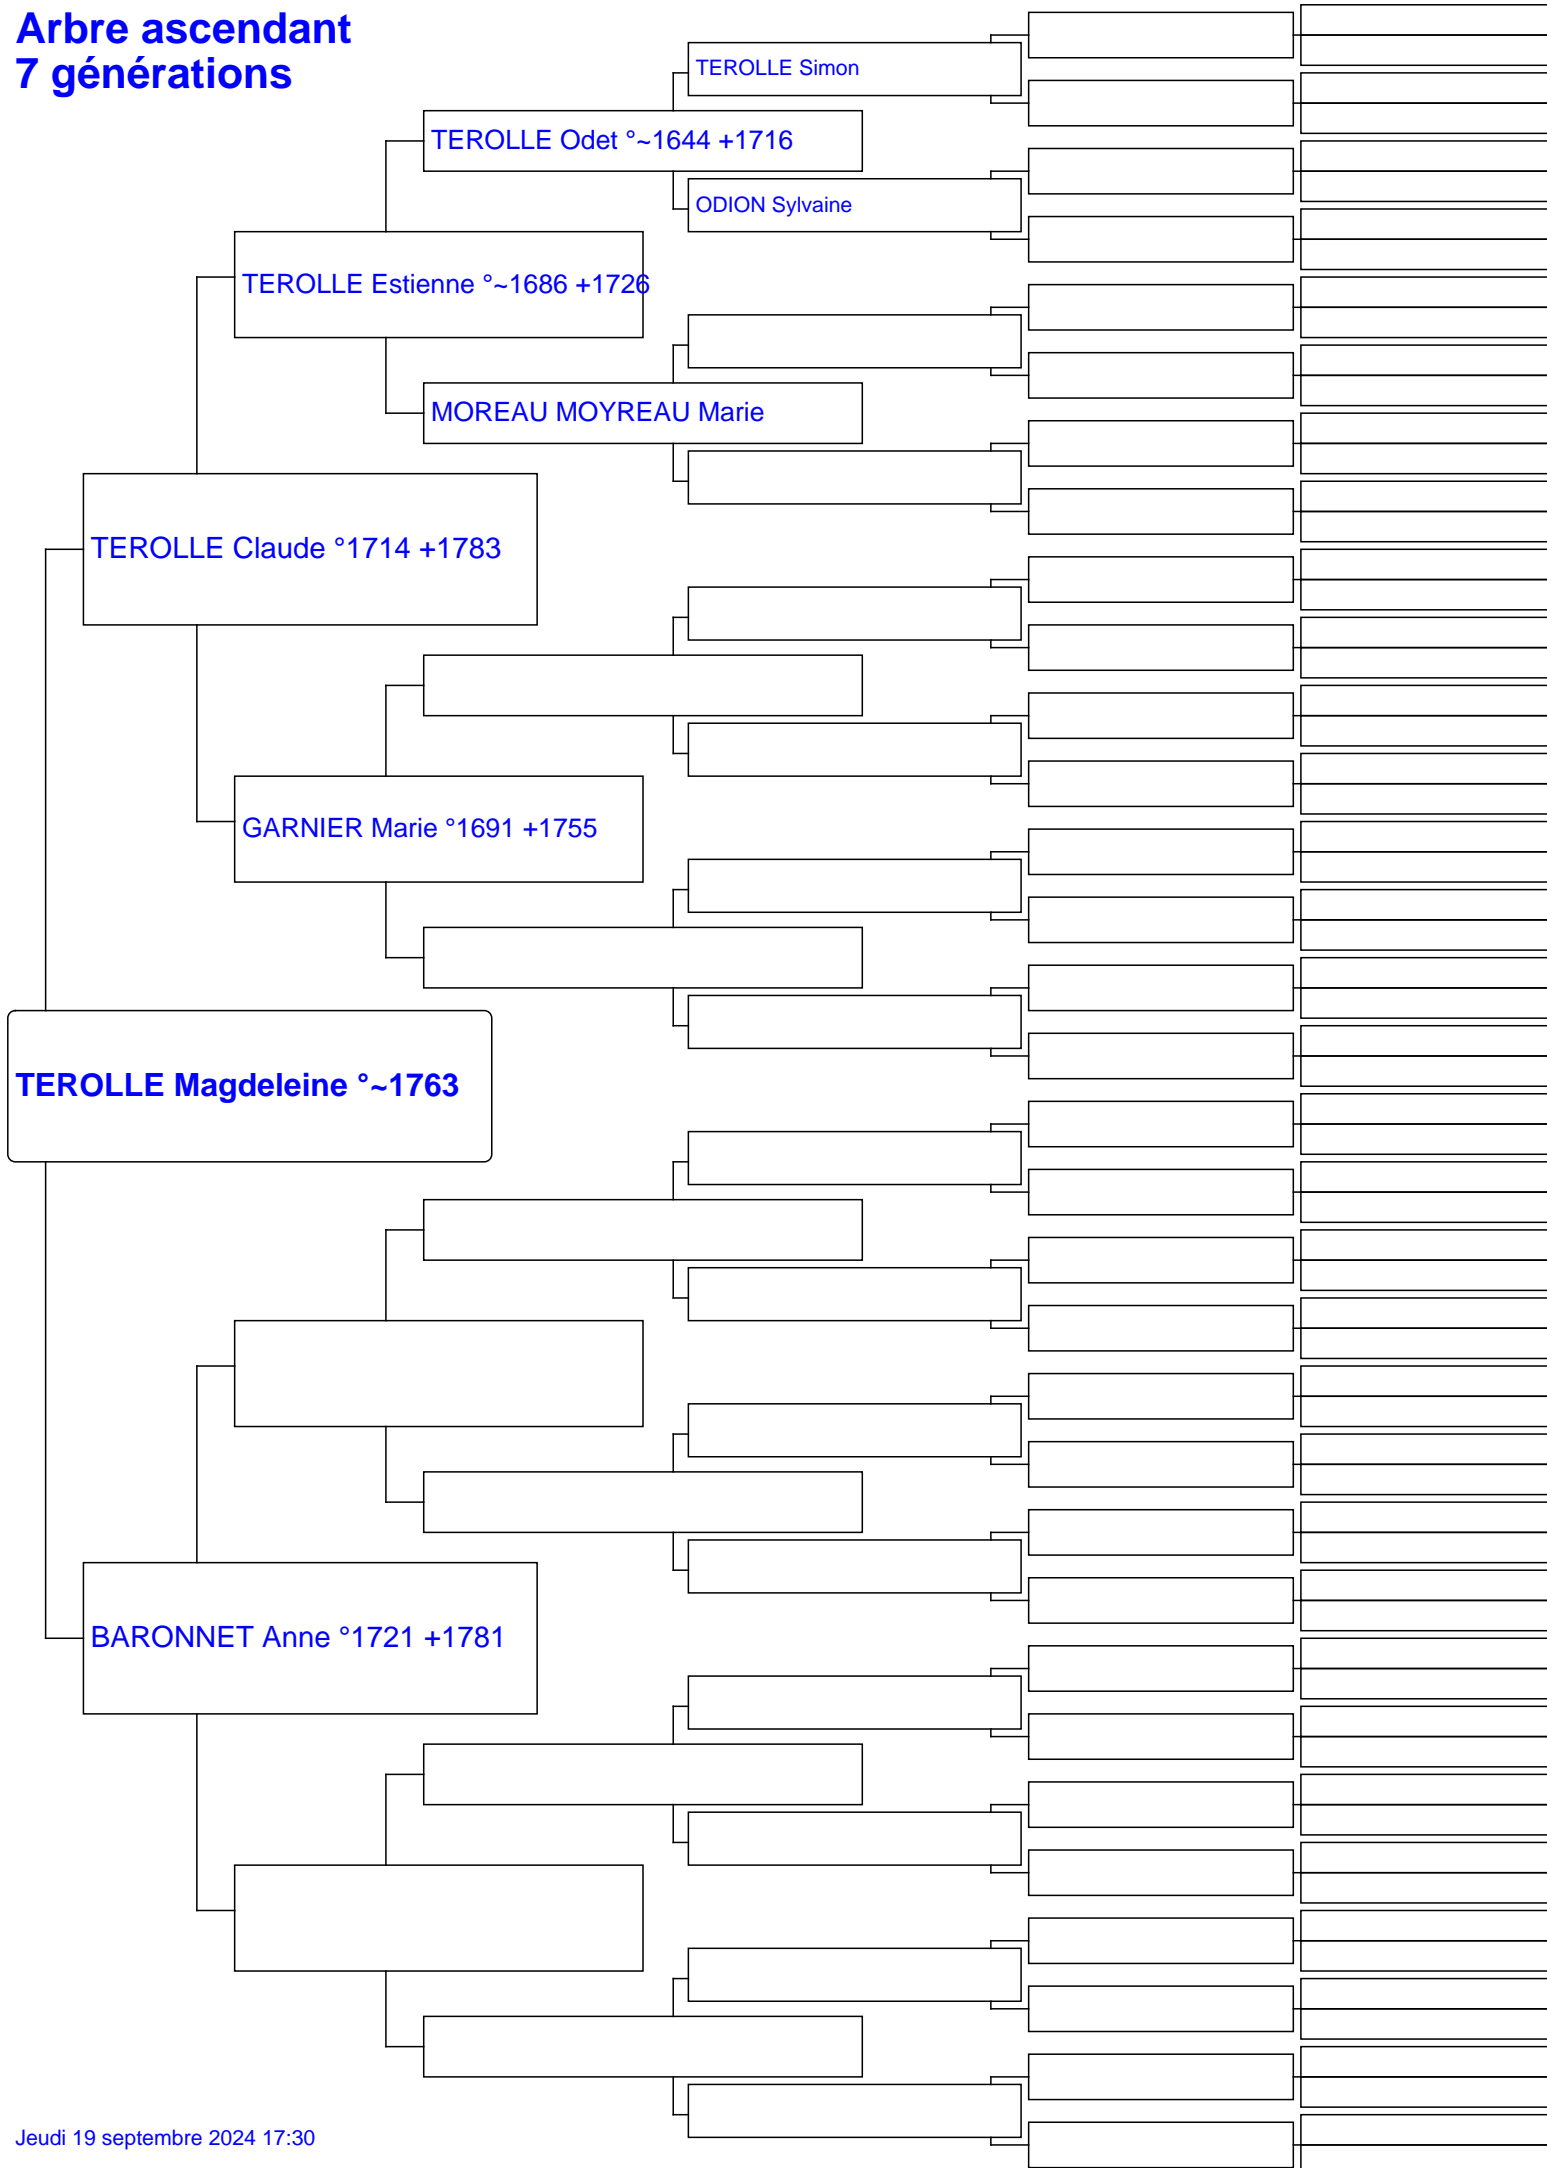 Arbre ascendant
7 générations
TEROLLE Simon
TEROLLE Odet °~1644 +1716
ODION Sylvaine
TEROLLE Estienne °~1686 +1726
MOREAU MOYREAU Marie
TEROLLE Claude °1714 +1783
GARNIER Marie °1691 +1755
TEROLLE Magdeleine °~1763
BARONNET Anne °1721 +1781
Jeudi 19 septembre 2024 17:30